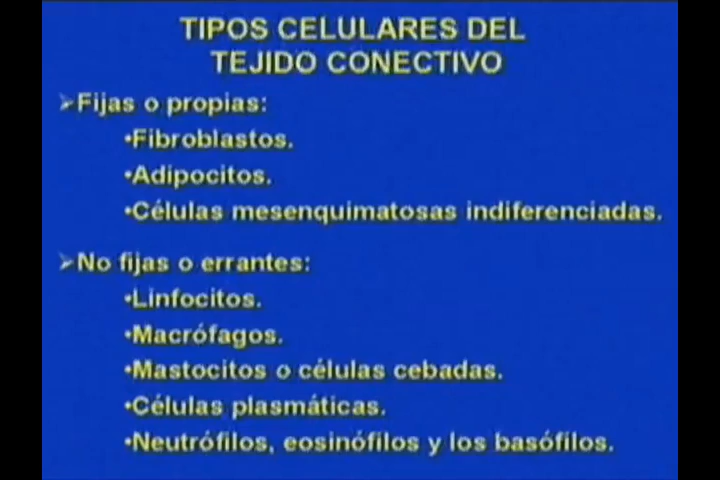 TIPOS CELULARES DEL
TEJIDO CONECTIVO
➢Fijas o propias:
•Fibroblastos.
•Adipocitos.
•Células mesenquimatosas indiferenciadas.
➢No fijas o errantes:
•Linfocitos.
•Macrófagos.
•Mastocitos o células cebadas.
•Células plasmáticas.
•Neutrófilos, eosinófilos y los basófilos.